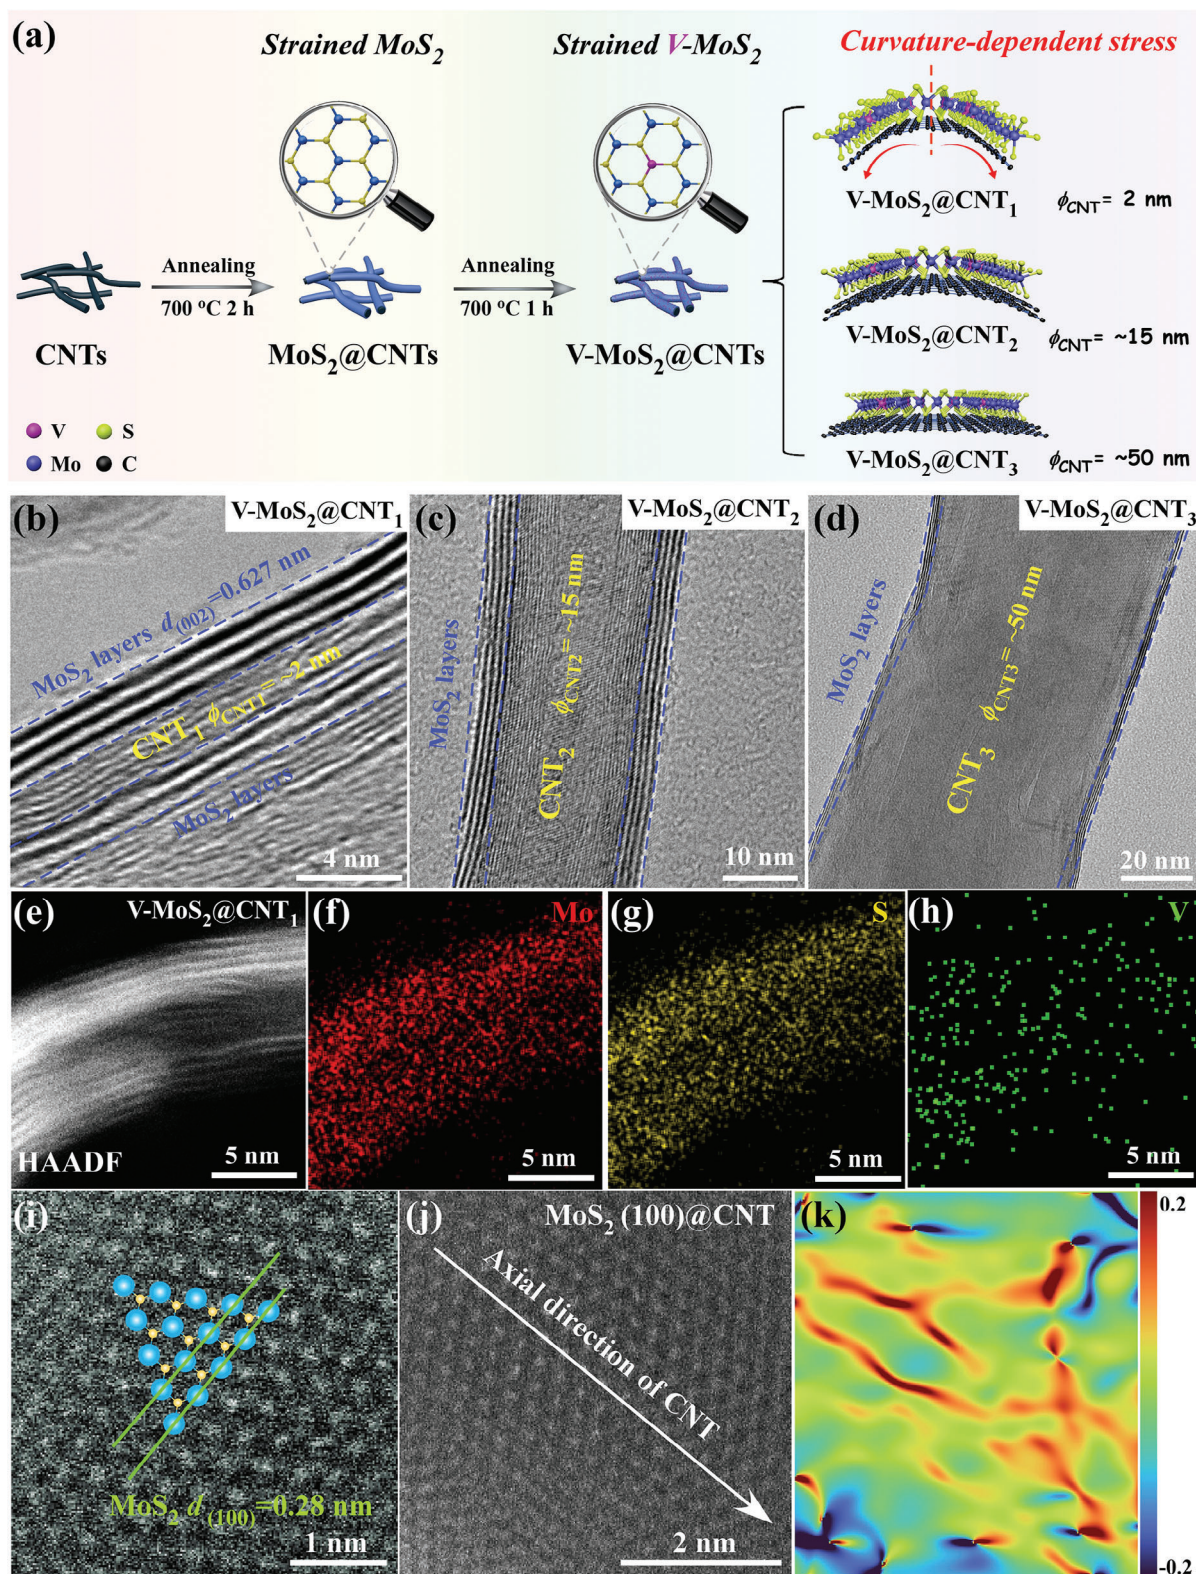 (a)
Strained MoS2
Strained V-MoS2
Curvature-dependent stress
V-MoS2@CNT1 ϕCNT= 2 nm
Annealing
700 °C 2 h
Annealing
700 °C 1 h
V-MoS2@CNT2 ϕCNT= ~15 nm
CNTs
MoS2@CNTs
V-MoS2@CNTs
V S
Mo C
V-MoS2@CNT3 ϕCNT= ~50 nm
(b)
V-MoS2@CNT1
MoS2 layers d(002)=0.627 nm
CNT1 ϕCNT1= ~2 nm
MoS2 layers
4 nm
(c)
V-MoS2@CNT2
MoS2 layers
CNT2 ϕCNT2= ~15 nm
10 nm
(d)
V-MoS2@CNT3
MoS2 layers
CNT3 ϕCNT3= ~50 nm
20 nm
(e)
V-MoS2@CNT1
HAADF
5 nm
(f)
Mo
5 nm
(g)
S
5 nm
(h)
V
5 nm
(i)
MoS2 d(100)=0.28 nm
1 nm
(j)
MoS2 (100)@CNT
Axial direction of CNT
2 nm
(k)
0.2
-0.2